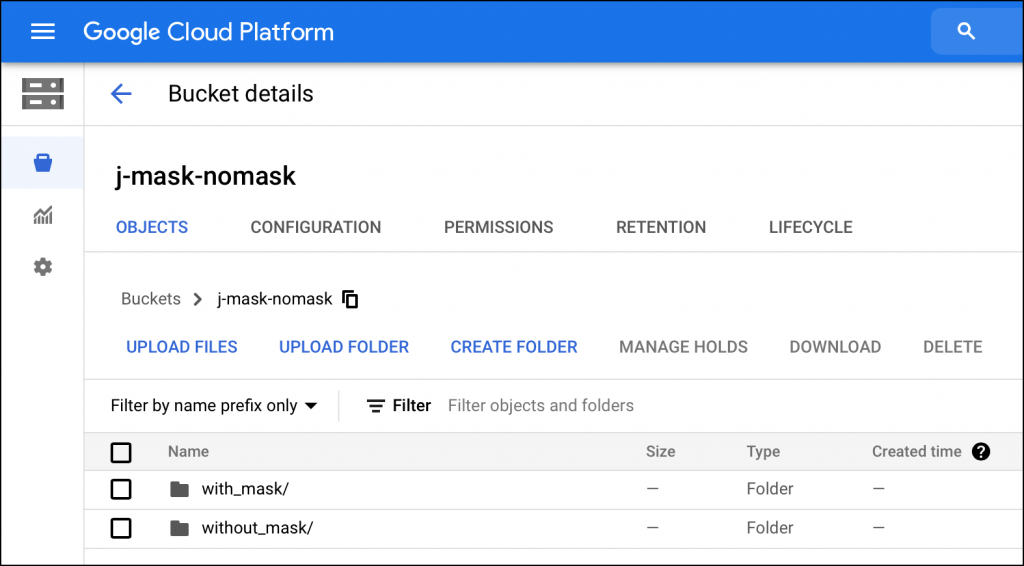 Google Cloud Platform
Bucket details
j-mask-nomask
OBJECTS CONFIGURATION PERMISSIONS RETENTION LIFECYCLE
Buckets > j-mask-nomask
UPLOAD FILES UPLOAD FOLDER CREATE FOLDER MANAGE HOLDS DOWNLOAD DELETE
Filter by name prefix only Filter Filter objects and folders
Name Size Type Created time ?
with_mask/ — Folder —
without_mask/ — Folder —